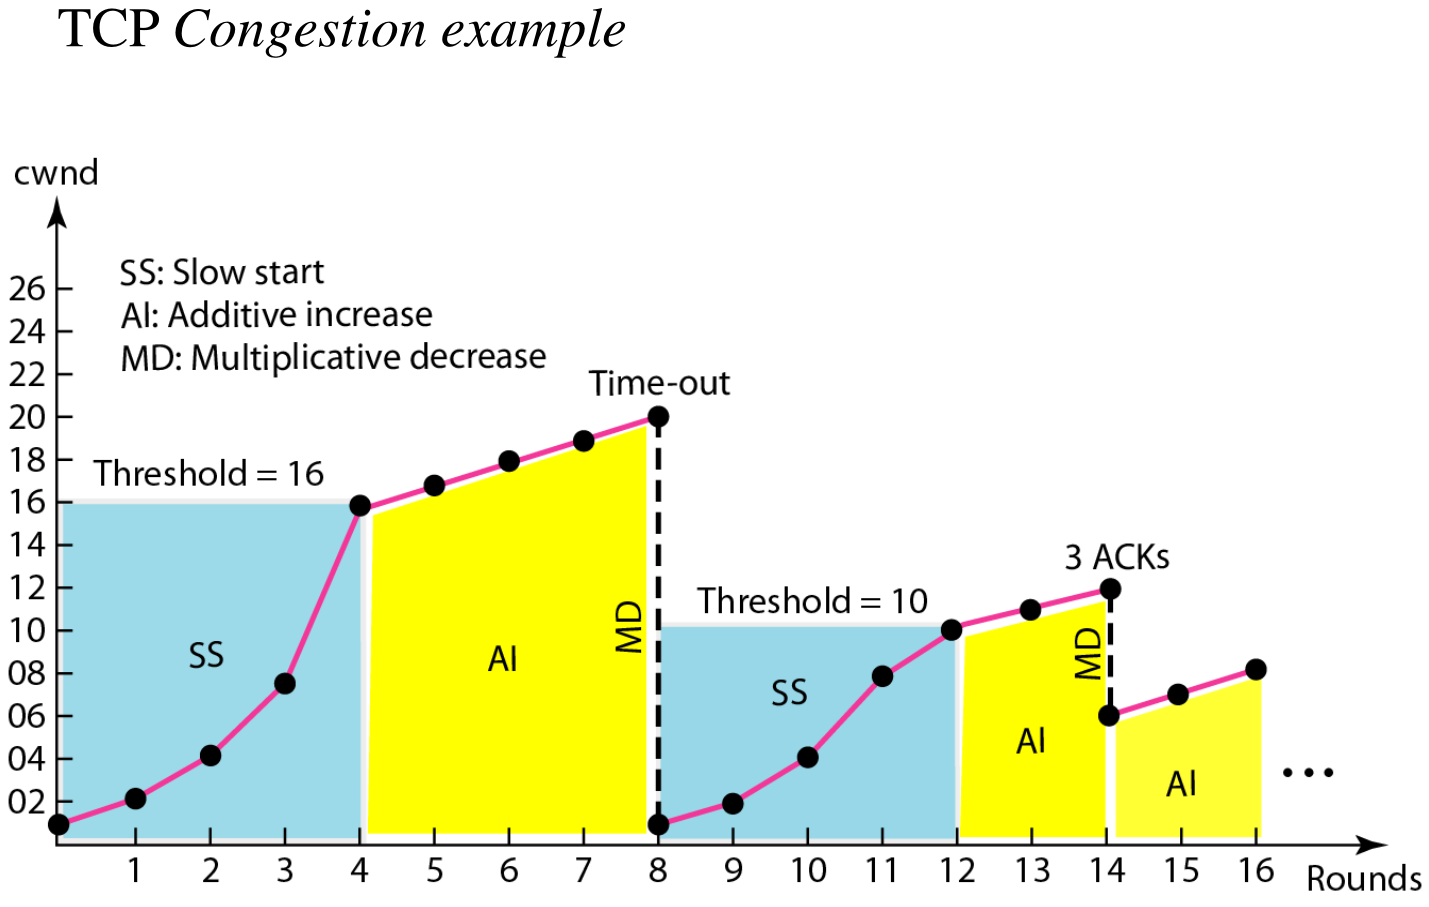 TCP Congestion example
cwnd
SS: Slow start
AI: Additive increase
MD: Multiplicative decrease
26
24
22
20
18
16
14
12
10
08
06
04
02
Time-out
Threshold = 16
3 ACKs
Threshold = 10
SS
AI
MD
SS
AI
MD
AI
1 2 3 4 5 6 7 8 9 10 11 12 13 14 15 16
Rounds